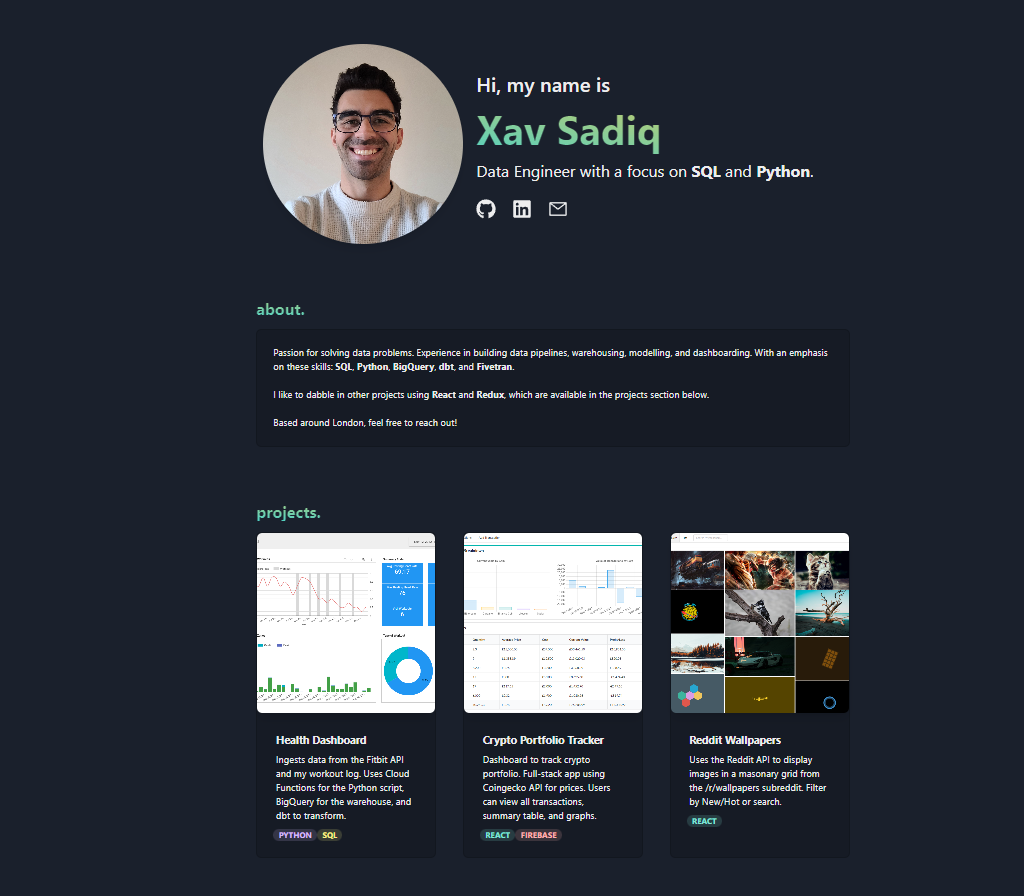 Hi, my name is
Xav Sadiq
Data Engineer with a focus on SQL and Python.
about.
Passion for solving data problems. Experience in building data pipelines, warehousing, modelling, and dashboarding. With an emphasis
on these skills: SQL, Python, BigQuery, dbt, and Fivetran.
I like to dabble in other projects using React and Redux, which are available in the projects section below.
Based around London, feel free to reach out!
projects.
Health Dashboard
Ingests data from the Fitbit API
and my workout log. Uses Cloud
Functions for the Python script,
BigQuery for the warehouse, and
dbt to transform.
PYTHON SQL
Crypto Portfolio Tracker
Dashboard to track crypto
portfolio. Full-stack app using
Coingecko API for prices. Users
can view all transactions,
summary table, and graphs.
REACT FIREBASE
Reddit Wallpapers
Uses the Reddit API to display
images in a masonary grid from
the /r/wallpapers subreddit. Filter
by New/Hot or search.
REACT